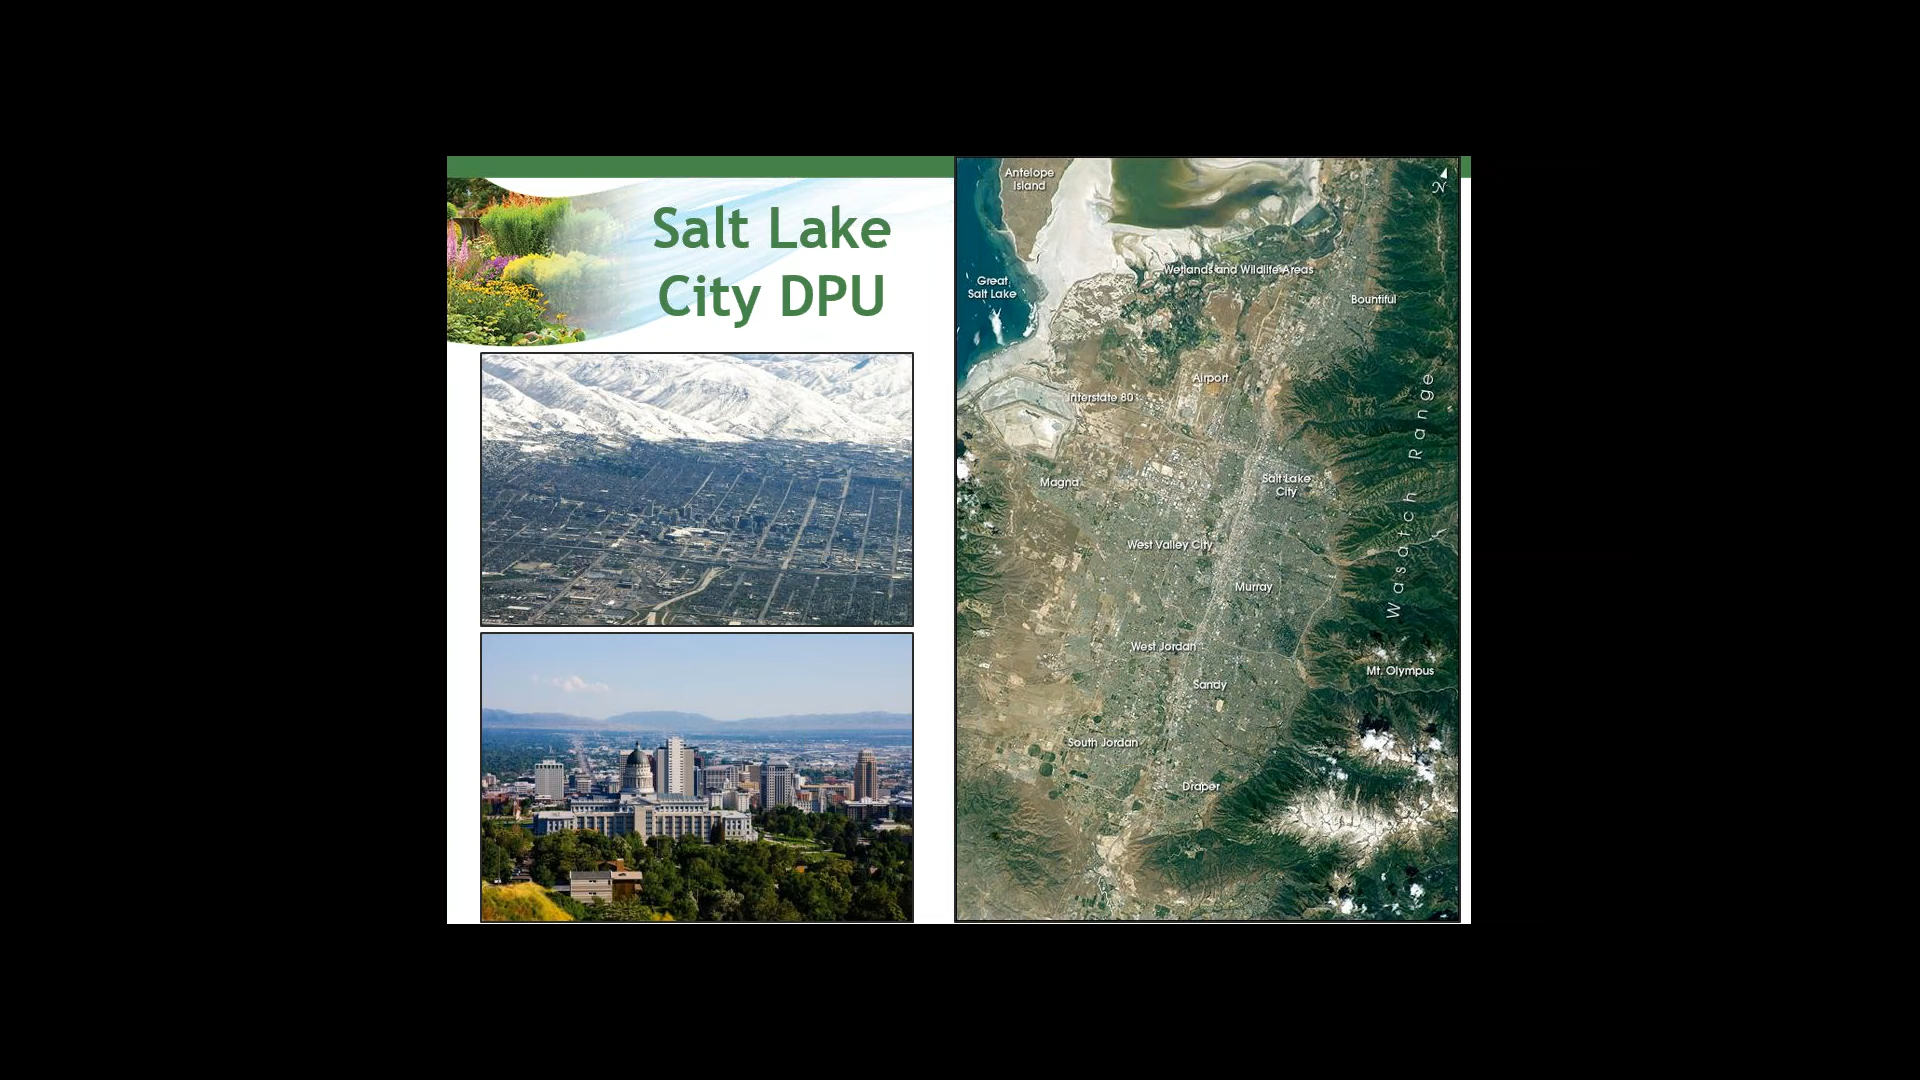 Salt Lake
City DPU
Antelope
Island
N
Wetlands and Wildlife Areas
Great
Salt Lake
Bountiful
Airport
Interstate 80
Wasatch Range
Magna
Salt Lake
City
West Valley City
Murray
West Jordan
Mt. Olympus
Sandy
South Jordan
Draper